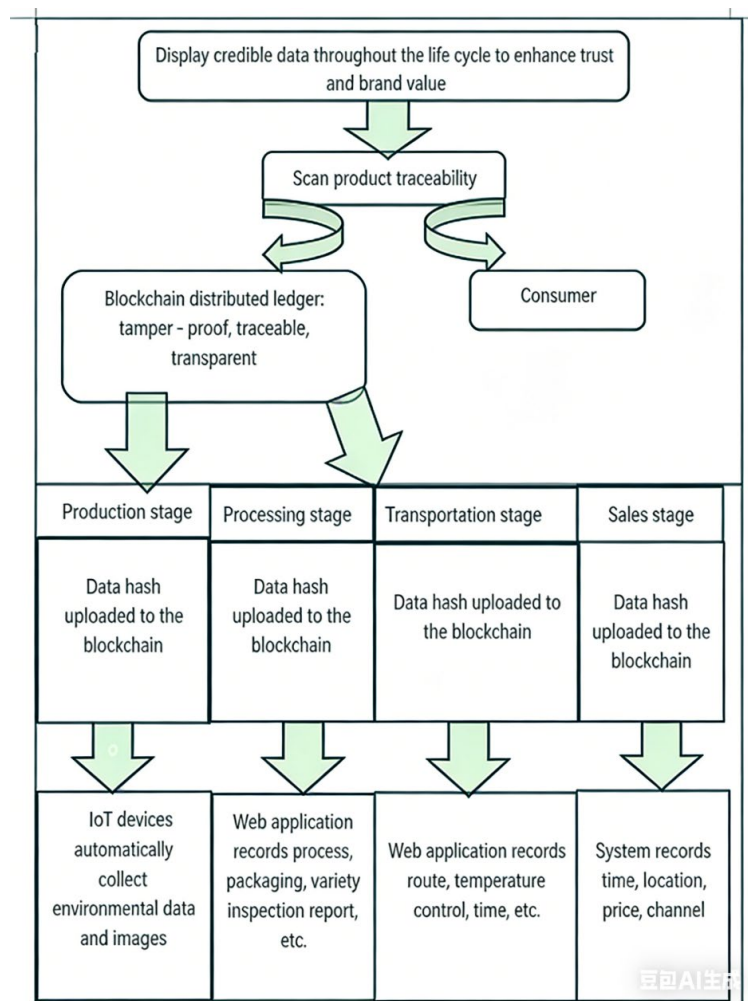 Display credible data throughout the life cycle to enhance trust
and brand value
Scan product traceability
Blockchain distributed ledger:
tamper - proof, traceable,
transparent
Consumer
Production stage
Processing stage
Transportation stage
Sales stage
Data hash
uploaded to the
blockchain
Data hash
uploaded to the
blockchain
Data hash uploaded to
the blockchain
Data hash
uploaded to the
blockchain
IoT devices
automatically
collect
environmental data
and images
Web application
records process,
packaging, variety
inspection report,
etc.
Web application records
route, temperature
control, time, etc.
System records
time, location,
price, channel
豆包AI生成